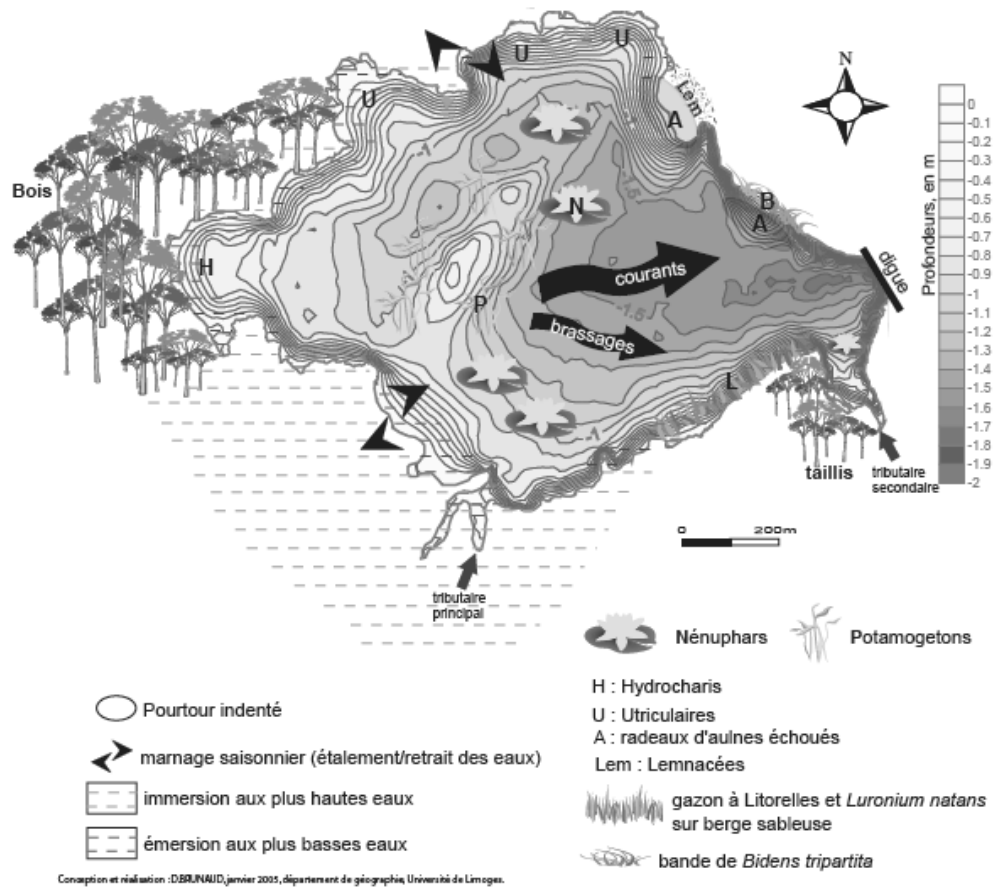 U
U
N
U
Lem
A
0
-0.1
-0.2
-0.3
-0.4
-0.5
-0.6
-0.7
-0.8
-0.9
-1
-1.1
-1.2
-1.3
-1.4
-1.5
-1.6
-1.7
-1.8
-1.9
-2
Profondeurs, en m
-1
-1.5
Bois
N
B
A
H
-1
courants
digue
P
-1.5
brassages
L
-1
taillis
tributaire
secondaire
0 200m
tributaire
principal
Nénuphars Potamogetons
H : Hydrocharis
U : Utriculaires
A : radeaux d'aulnes échoués
Lem : Lemnacées
gazon à Litorelles et Luronium natans
sur berge sableuse
bande de Bidens tripartita
Pourtour indenté
marnage saisonnier (étalement/retrait des eaux)
immersion aux plus hautes eaux
émersion aux plus basses eaux
Conception et réalisation : D.BRUNAUD, janvier 2005, département de géographie, Université de Limoges.